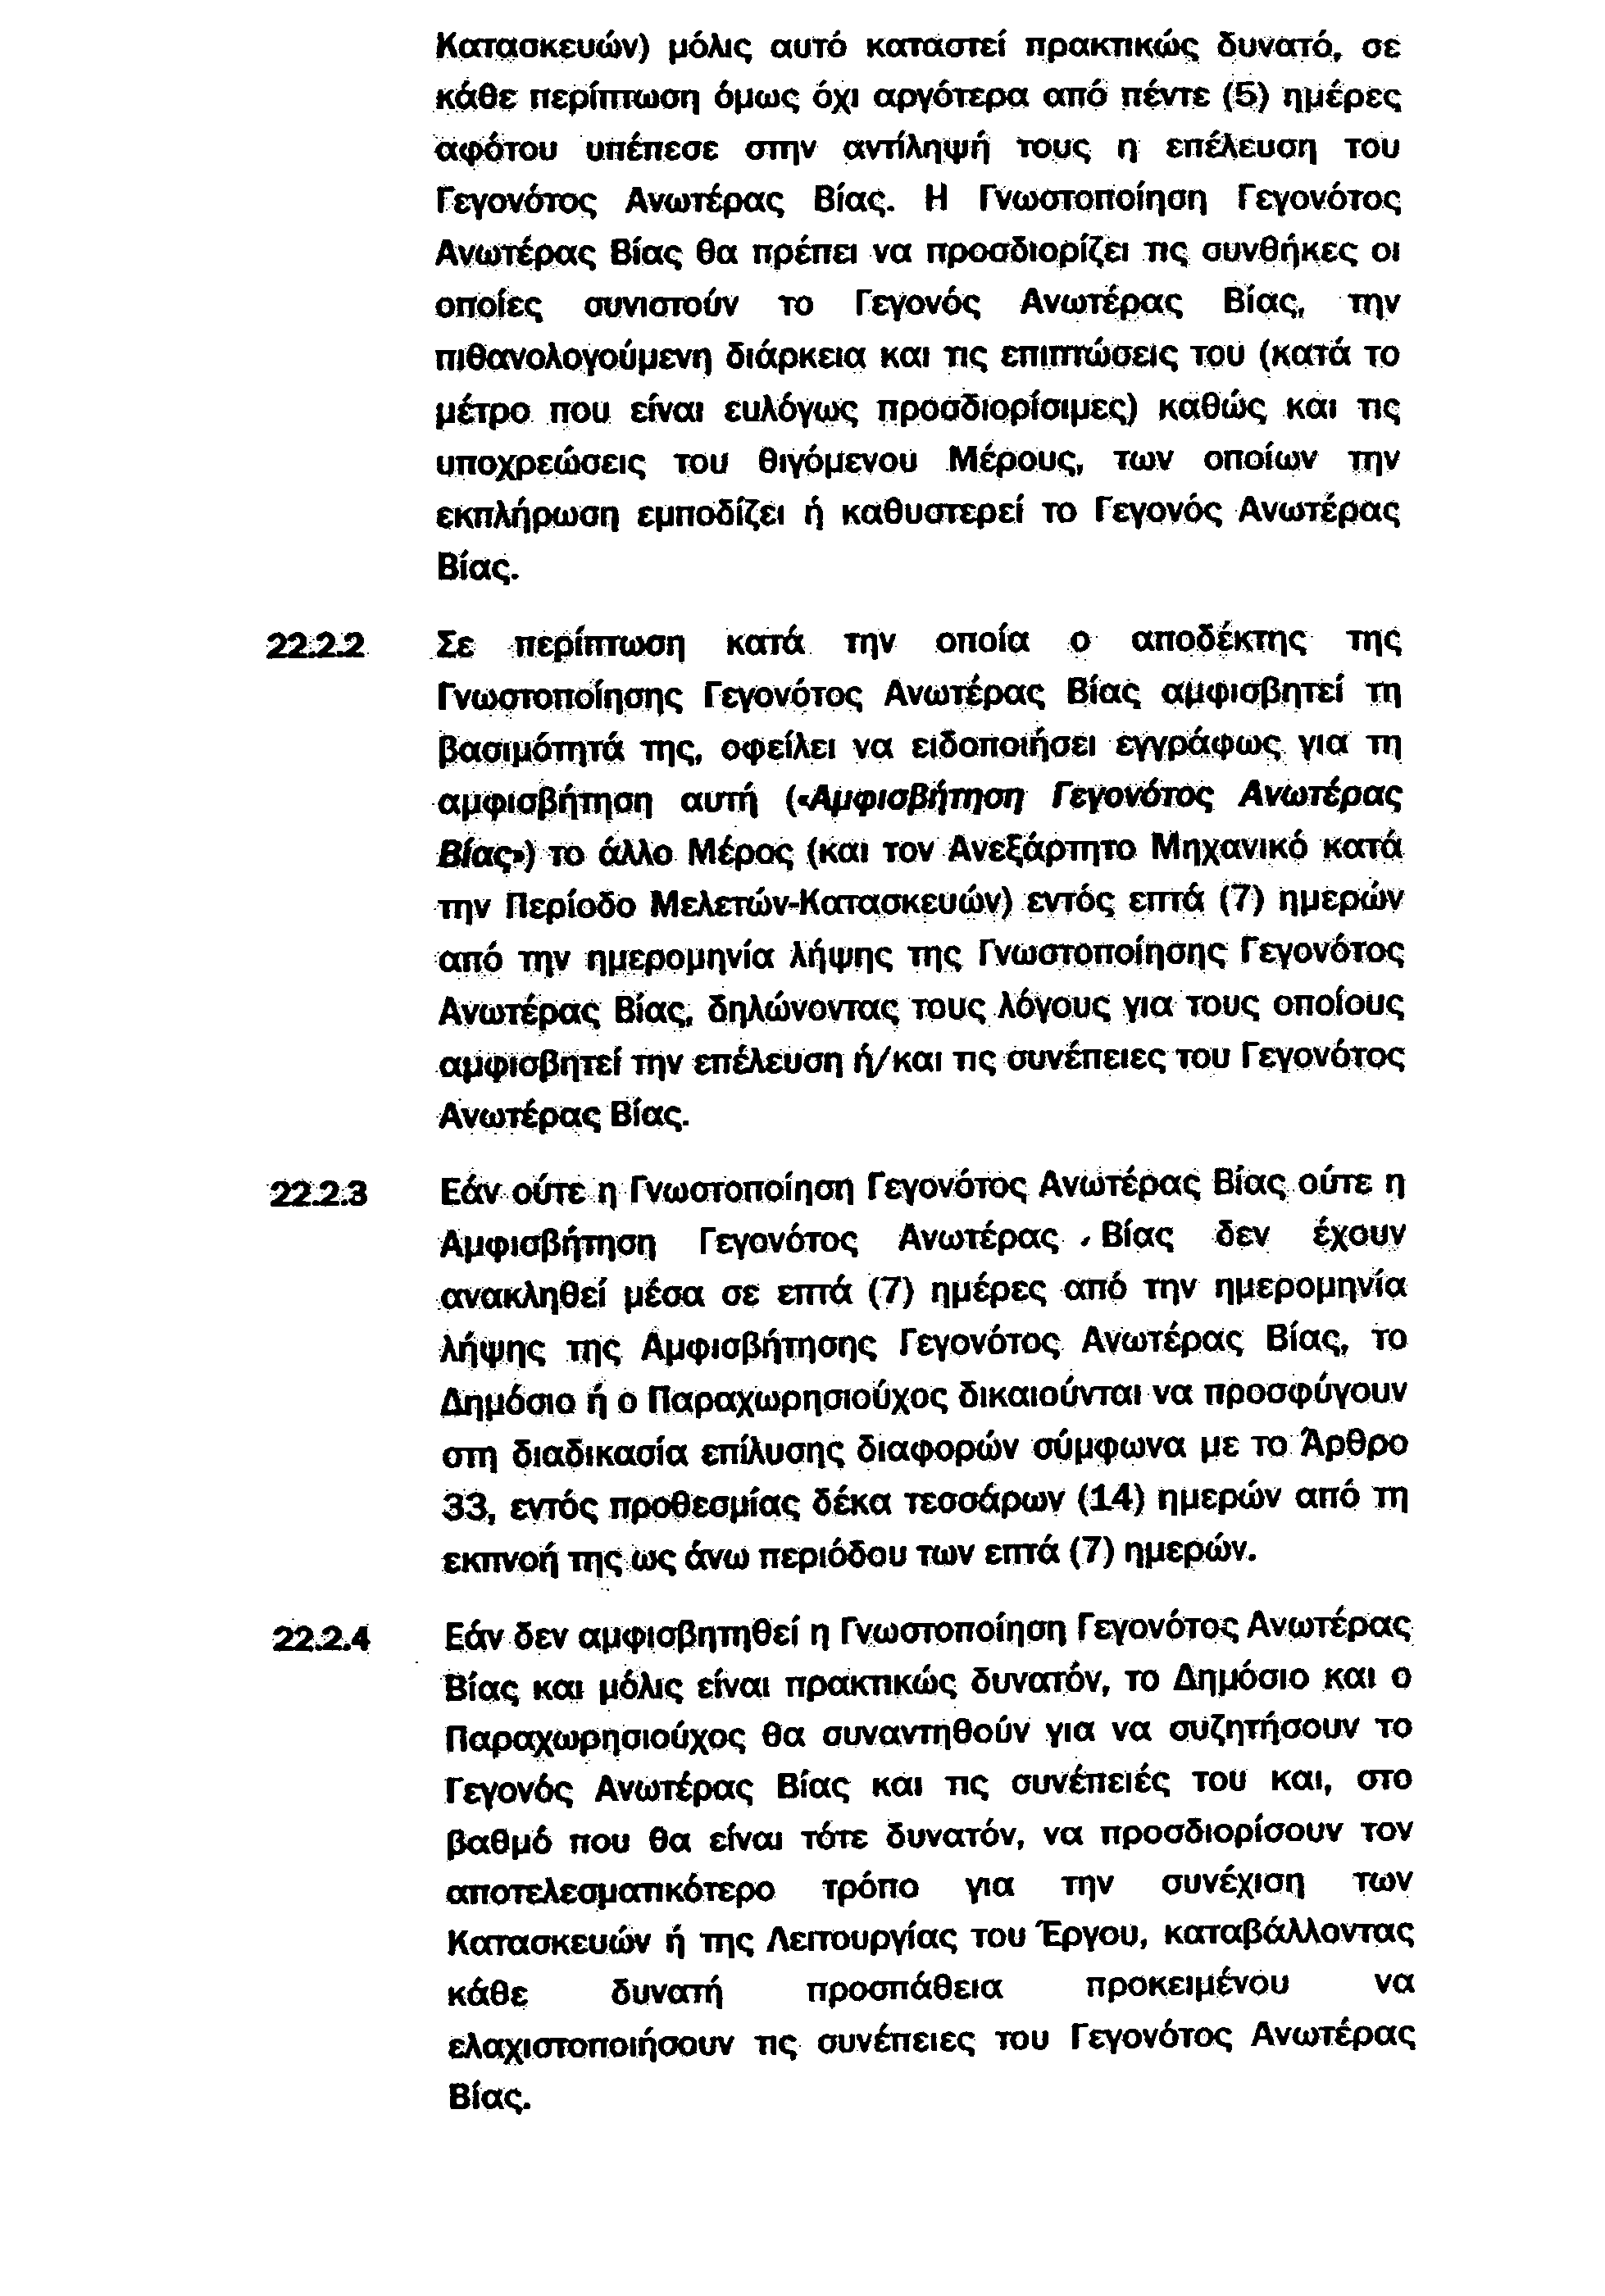 Κατασκευών) μόλις αυτό καταστεί πρακτικώς δυνατό, σε
κάθε περίπτωση όμως όχι αργότερα από πέντε (5) ημέρες
αφότου υπέπεσε στην αντίληψή τους η επέλευση του
Γεγονότος Ανωτέρας Βίας. Η Γνωστοποίηση Γεγονότος
Ανωτέρας Βίας θα πρέπει να προσδιορίζει τις συνθήκες οι
οποίες συνιστούν το Γεγονός Ανωτέρας Βίας, την
πιθανολογούμενη διάρκεια και τις επιπτώσεις του (κατά το
μέτρο που είναι ευλόγως προσδιορίσιμες) καθώς και τις
υποχρεώσεις του θιγόμενου Μέρους, των οποίων την
εκπλήρωση εμποδίζει ή καθυστερεί το Γεγονός Ανωτέρας
Βίας.
22.2.2 Σε περίπτωση κατά την οποία ο αποδέκτης της
Γνωστοποίησης Γεγονότος Ανωτέρας Βίας αμφισβητεί τη
βασιμότητά της, οφείλει να ειδοποιήσει εγγράφως για τη
αμφισβήτηση αυτή («Αμφισβήτηση Γεγονότος Ανωτέρας
Βίας») το άλλο Μέρος (και τον Ανεξάρτητο Μηχανικό κατά
την Περίοδο Μελετών-Κατασκευών) εντός επτά (7) ημερών
από την ημερομηνία λήψης της Γνωστοποίησης Γεγονότος
Ανωτέρας Βίας, δηλώνοντας τους λόγους για τους οποίους
αμφισβητεί την επέλευση ή/και τις συνέπειες του Γεγονότος
Ανωτέρας Βίας.
22.2.3 Εάν ούτε η Γνωστοποίηση Γεγονότος Ανωτέρας Βίας ούτε η
Αμφισβήτηση Γεγονότος Ανωτέρας Βίας δεν έχουν
ανακληθεί μέσα σε επτά (7) ημέρες από την ημερομηνία
λήψης της Αμφισβήτησης Γεγονότος Ανωτέρας Βίας, το
Δημόσιο ή ο Παραχωρησιούχος δικαιούνται να προσφύγουν
στη διαδικασία επίλυσης διαφορών σύμφωνα με το Άρθρο
33, εντός προθεσμίας δέκα τεσσάρων (14) ημερών από τη
εκπνοή της ως άνω περιόδου των επτά (7) ημερών.
22.2.4 Εάν δεν αμφισβητηθεί η Γνωστοποίηση Γεγονότος Ανωτέρας
Βίας και μόλις είναι πρακτικώς δυνατόν, το Δημόσιο και ο
Παραχωρησιούχος θα συναντηθούν για να συζητήσουν το
Γεγονός Ανωτέρας Βίας και τις συνέπειές του και, στο
βαθμό που θα είναι τότε δυνατόν, να προσδιορίσουν τον
αποτελεσματικότερο τρόπο για την συνέχιση των
Κατασκευών ή της Λειτουργίας του Έργου, καταβάλλοντας
κάθε δυνατή προσπάθεια προκειμένου να
ελαχιστοποιήσουν τις συνέπειες του Γεγονότος Ανωτέρας
Βίας.